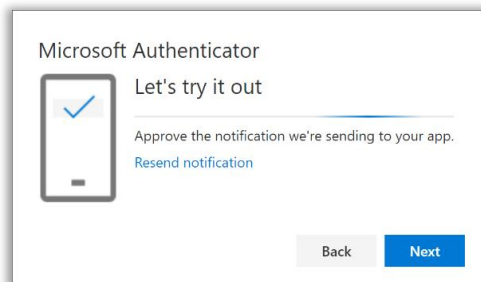 Microsoft Authenticator
Let's try it out
Approve the notification we're sending to your app.
Resend notification
Back
Next